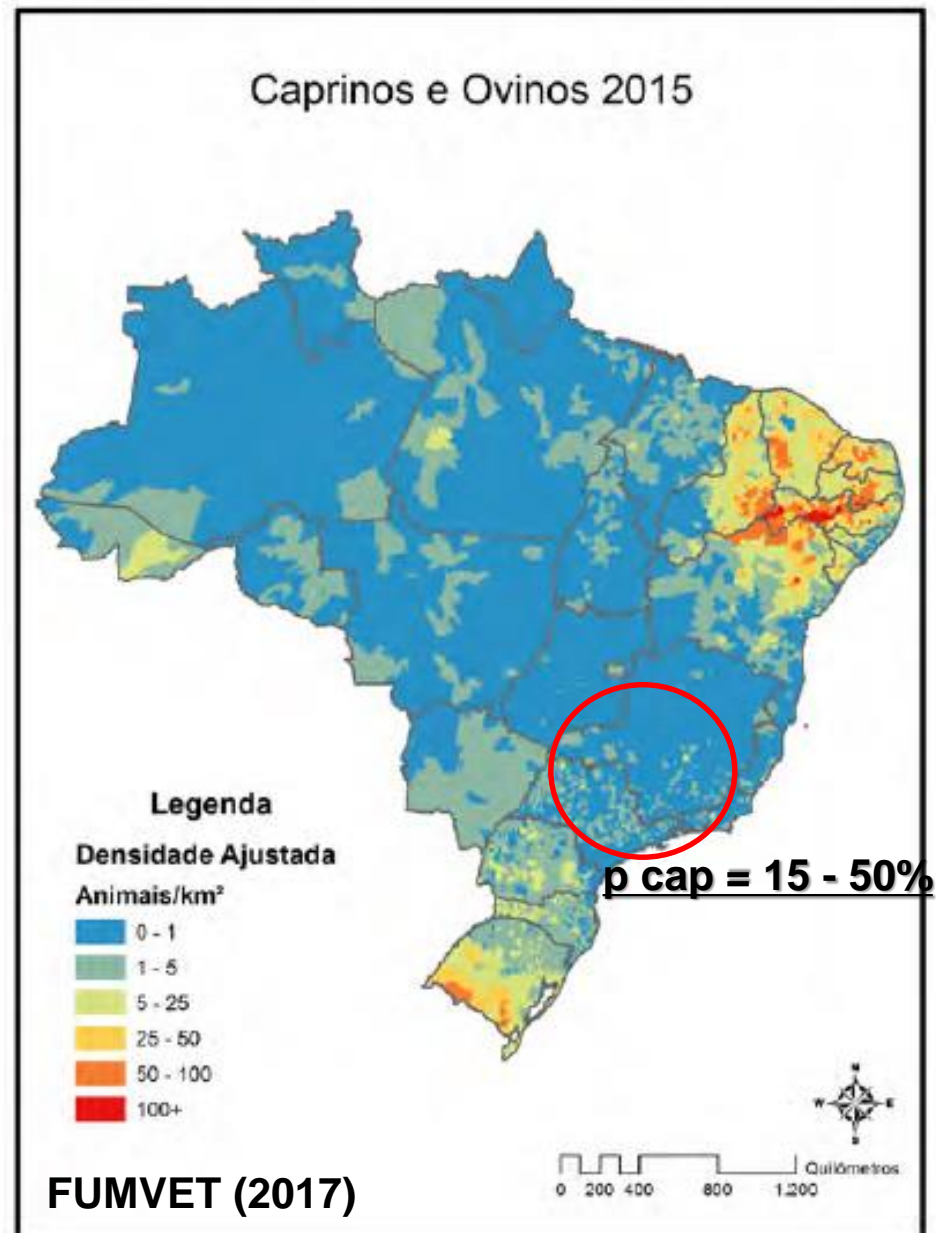 Caprinos e Ovinos 2015
p cap = 15 - 50%
Legenda
Densidade Ajustada
Animais/km²
0 - 1
1 - 5
5 - 25
25 - 50
50 - 100
100+
N
W E
S
Quilômetros
0 200 400 800 1.200
FUMVET (2017)